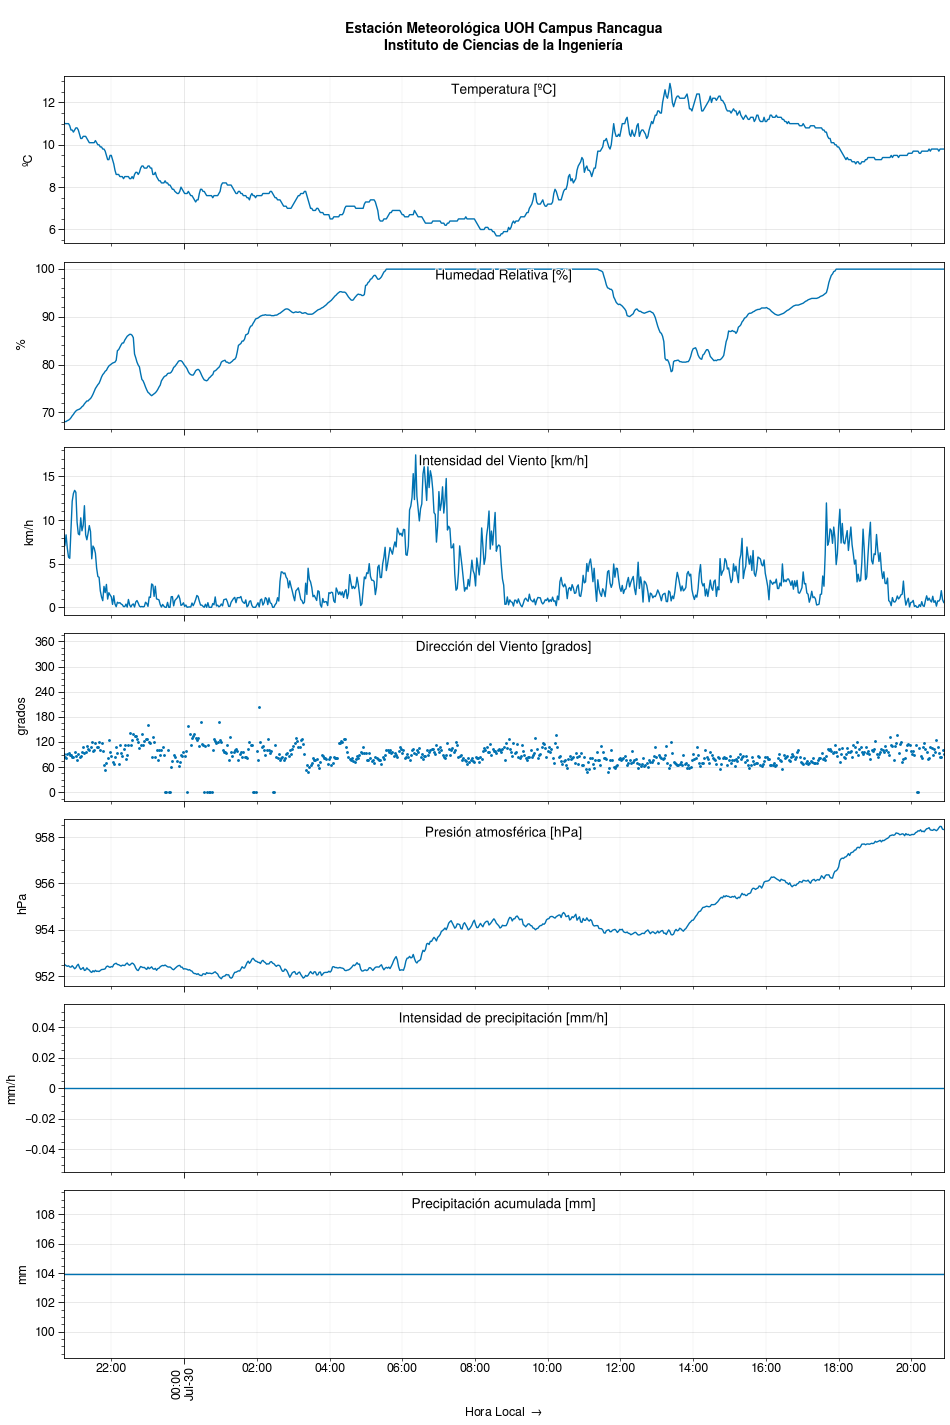 Estación Meteorológica UOH Campus Rancagua
Instituto de Ciencias de la Ingeniería
Temperatura [ºC]
12
10
8
6
ºC
Humedad Relativa [%]
100
90
80
70
%
Intensidad del Viento [km/h]
15
10
5
0
km/h
Dirección del Viento [grados]
360
300
240
180
120
60
0
grados
Presión atmosférica [hPa]
958
956
954
952
hPa
Intensidad de precipitación [mm/h]
0.04
0.02
0
−0.02
−0.04
mm/h
Precipitación acumulada [mm]
108
106
104
102
100
mm
22:00 00:00 02:00 04:00 06:00 08:00 10:00 12:00 14:00 16:00 18:00 20:00
Jul-30
Hora Local →